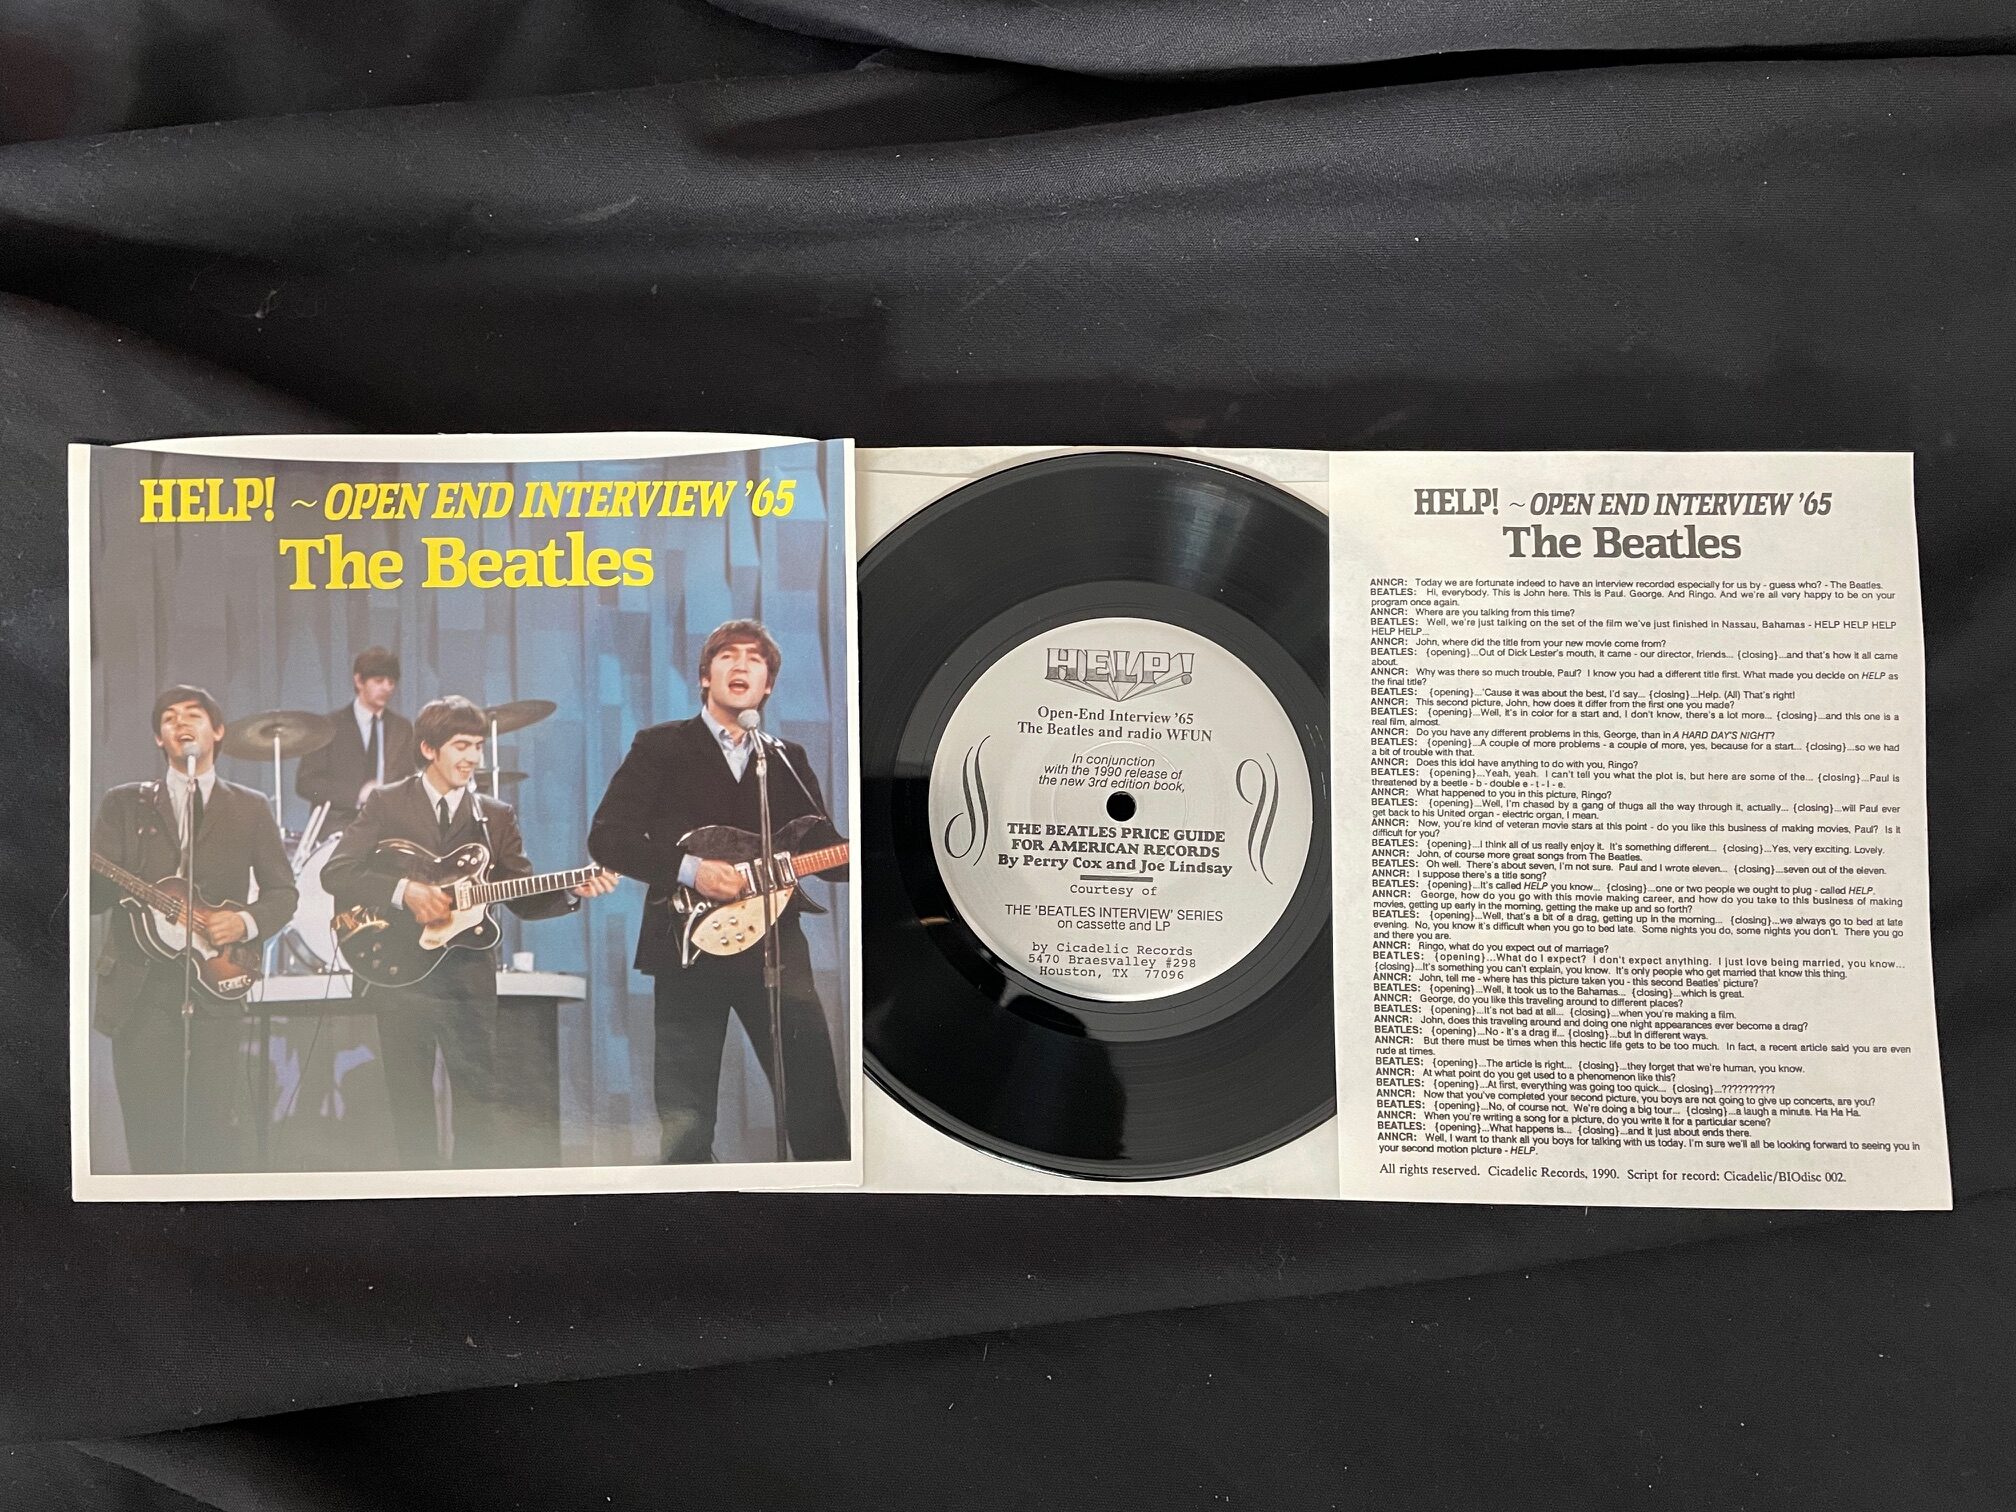 HELP! ~ OPEN END INTERVIEW '65
The Beatles
HELP!
Open-End Interview '65
The Beatles and radio WFUN
In conjunction
with the 1990 release of
the new 3rd edition book,
THE BEATLES PRICE GUIDE
FOR AMERICAN RECORDS
By Perry Cox and Joe Lindsay
Courtesy of
THE 'BEATLES INTERVIEW' SERIES
on cassette and LP
by Cicadelic Records
5470 Braesvalley #298
Houston, TX 77096
HELP! ~ OPEN END INTERVIEW '65
The Beatles
ANNCR: Today we are fortunate indeed to have an interview recorded especially for us by - guess who? - The Beatles.
BEATLES: Hi, everybody. This is John here. This is Paul. George. And Ringo. And we're all very happy to be on your
program once again.
ANNCR: Where are you talking from this time?
BEATLES: Well, we're just talking on the set of the film we've just finished in Nassau, Bahamas - HELP HELP HELP
HELP HELP...
ANNCR: John, where did the title from your new movie come from?
BEATLES: {opening}...Out of Dick Lester's mouth, it came - our director, friends... {closing}...and that's how it all came
about.
ANNCR: Why was there so much trouble, Paul? I know you had a different title first. What made you decide on HELP as
the final title?
BEATLES: {opening}...'Cause it was about the best, I'd say... {closing}...Help. (All) That's right!
ANNCR: This second picture, John, how does it differ from the first one you made?
BEATLES: {opening}...Well, it's in color for a start and, I don't know, there's a lot more... {closing}...and this one is a
real film, almost.
ANNCR: Do you have any different problems in this, George, than in A HARD DAY'S NIGHT?
BEATLES: {opening}...A couple of more problems - a couple of more, yes, because for a start... {closing}...so we had
a bit of trouble with that.
ANNCR: Does this idol have anything to do with you, Ringo?
BEATLES: {opening}...Yeah, yeah. I can't tell you what the plot is, but here are some of the... {closing}...Paul is
threatened by a beetle - b - double e - t - l - e.
ANNCR: What happened to you in this picture, Ringo?
BEATLES: {opening}...Well, I'm chased by a gang of thugs all the way through it, actually... {closing}...will Paul ever
get back to his United organ - electric organ, I mean.
ANNCR: Now, you're kind of veteran movie stars at this point - do you like this business of making movies, Paul? Is it
difficult for you?
BEATLES: {opening}...I think all of us really enjoy it. It's something different... {closing}...Yes, very exciting. Lovely.
ANNCR: John, of course more great songs from The Beatles.
BEATLES: Oh well. There's about seven, I'm not sure. Paul and I wrote eleven... {closing}...seven out of the eleven.
ANNCR: I suppose there's a title song?
BEATLES: {opening}...It's called HELP you know... {closing}...one or two people we ought to plug - called HELP.
ANNCR: George, how do you go with this movie making career, and how do you take to this business of making
movies, getting up early in the morning, getting the make up and so forth?
BEATLES: {opening}...Well, that's a bit of a drag, getting up in the morning... {closing}...we always go to bed at late
evening. No, you know it's difficult when you go to bed late. Some nights you do, some nights you don't. There you go
and there you are.
ANNCR: Ringo, what do you expect out of marriage?
BEATLES: {opening}...What do I expect? I don't expect anything. I just love being married, you know...
{closing}...It's something you can't explain, you know. It's only people who get married that know this thing.
ANNCR: John, tell me - where has this picture taken you - this second Beatles' picture?
BEATLES: {opening}...Well, it took us to the Bahamas... {closing}...which is great.
ANNCR: George, do you like this traveling around to different places?
BEATLES: {opening}...It's not bad at all... {closing}...when you're making a film.
ANNCR: John, does this traveling around and doing one night appearances ever become a drag?
BEATLES: {opening}...No - it's a drag if... {closing}...but in different ways.
ANNCR: But there must be times when this hectic life gets to be too much. In fact, a recent article said you are even
rude at times.
BEATLES: {opening}...The article is right... {closing}...they forget that we're human, you know.
ANNCR: At what point do you get used to a phenomenon like this?
BEATLES: {opening}...At first, everything was going too quick... {closing}...??????????
ANNCR: Now that you've completed your second picture, you boys are not going to give up concerts, are you?
BEATLES: {opening}...No, of course not. We're doing a big tour... {closing}...a laugh a minute. Ha Ha Ha.
ANNCR: When you're writing a song for a picture, do you write it for a particular scene?
BEATLES: {opening}...What happens is... {closing}...and it just about ends there.
ANNCR: Well, I want to thank all you boys for talking with us today. I'm sure we'll all be looking forward to seeing you in
your second motion picture - HELP.
All rights reserved. Cicadelic Records, 1990. Script for record: Cicadelic/BIOdisc 002.